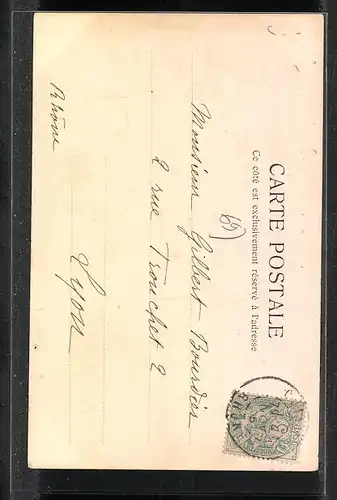 CARTE POSTALE
Ce côté est exclusivement réservé à l'adresse
69)
Monsieur Gilbert Bourdier
2 rue Tronchet 2
Lyon
Rhône